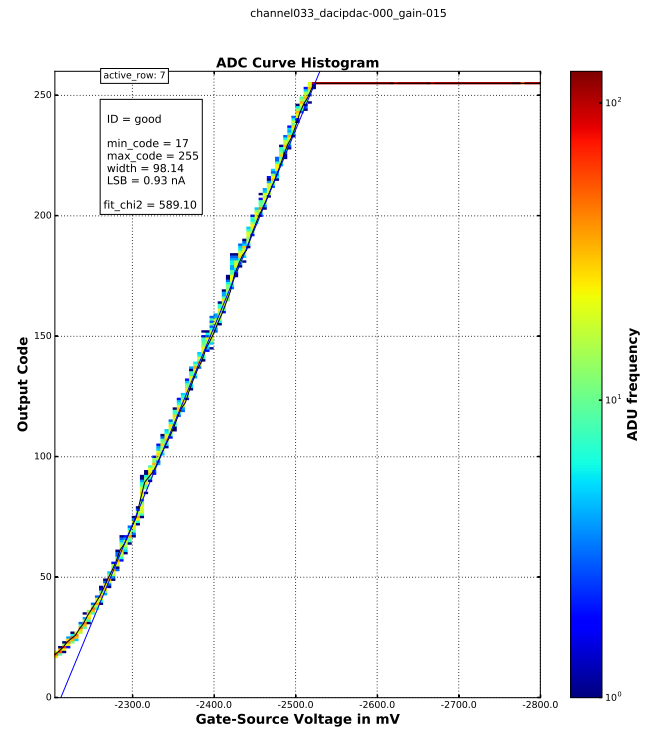 channel033_dacipdac-000_gain-015
ADC Curve Histogram
active_row: 7
ID = good
min_code = 17
max_code = 255
width = 98.14
LSB = 0.93 nA
fit_chi2 = 589.10
250
200
150
100
50
0
Output Code
-2300.0 -2400.0 -2500.0 -2600.0 -2700.0 -2800.0
Gate-Source Voltage in mV
10²
10¹
10⁰
ADU frequency